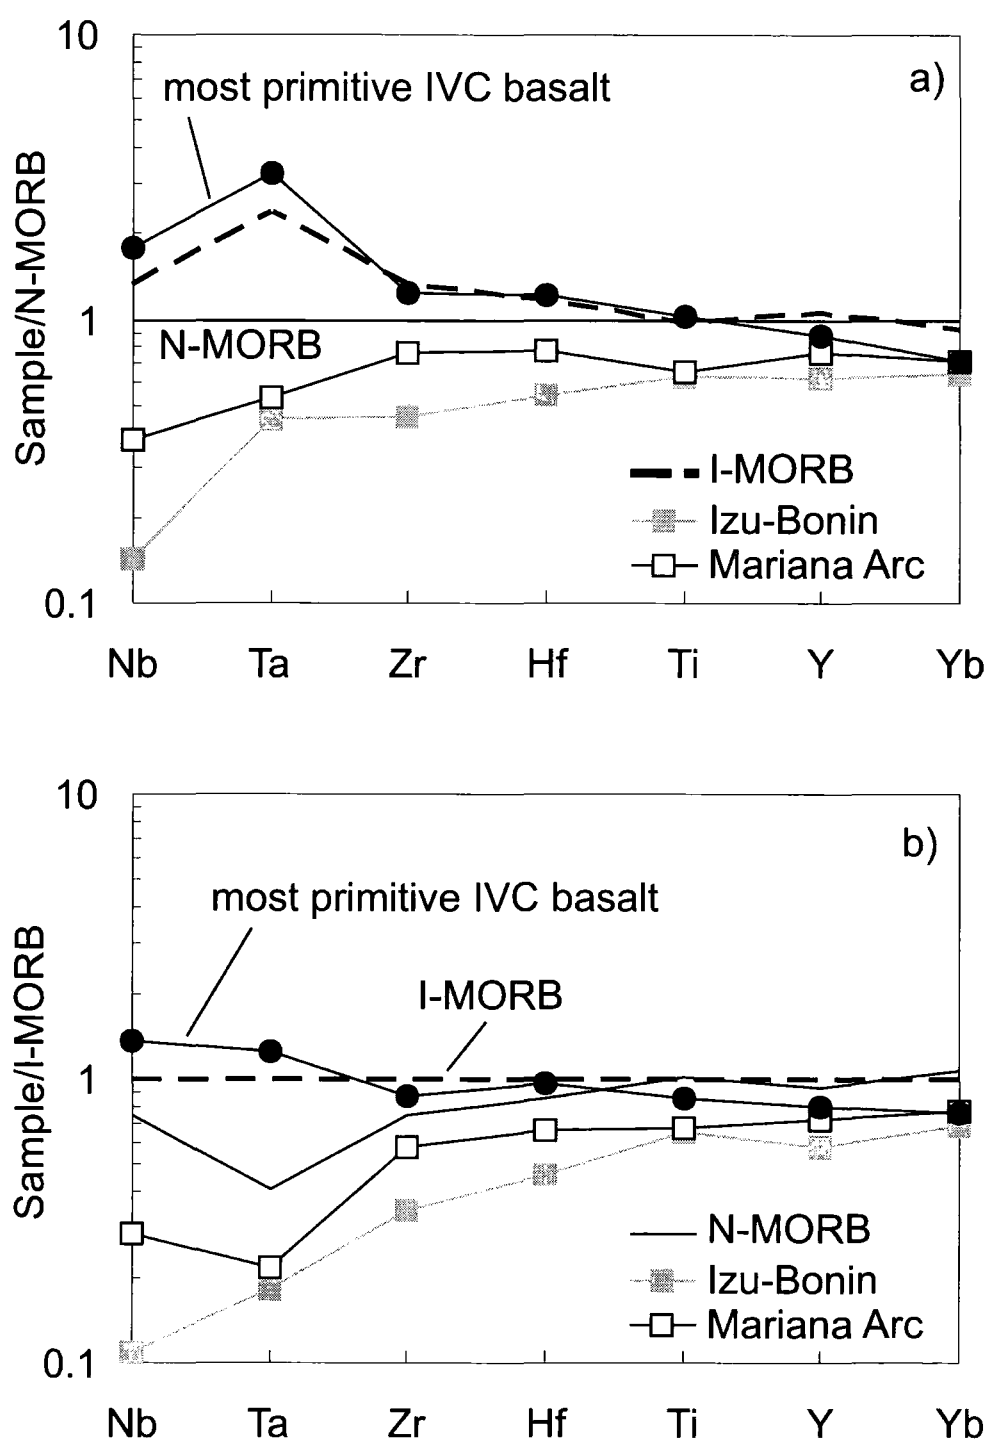 10
most primitive IVC basalt
a)
Sample/N-MORB
1
N-MORB
I-MORB
Izu-Bonin
Mariana Arc
0.1
Nb Ta Zr Hf Ti Y Yb
10
b)
most primitive IVC basalt
I-MORB
Sample/I-MORB
1
N-MORB
Izu-Bonin
Mariana Arc
0.1
Nb Ta Zr Hf Ti Y Yb